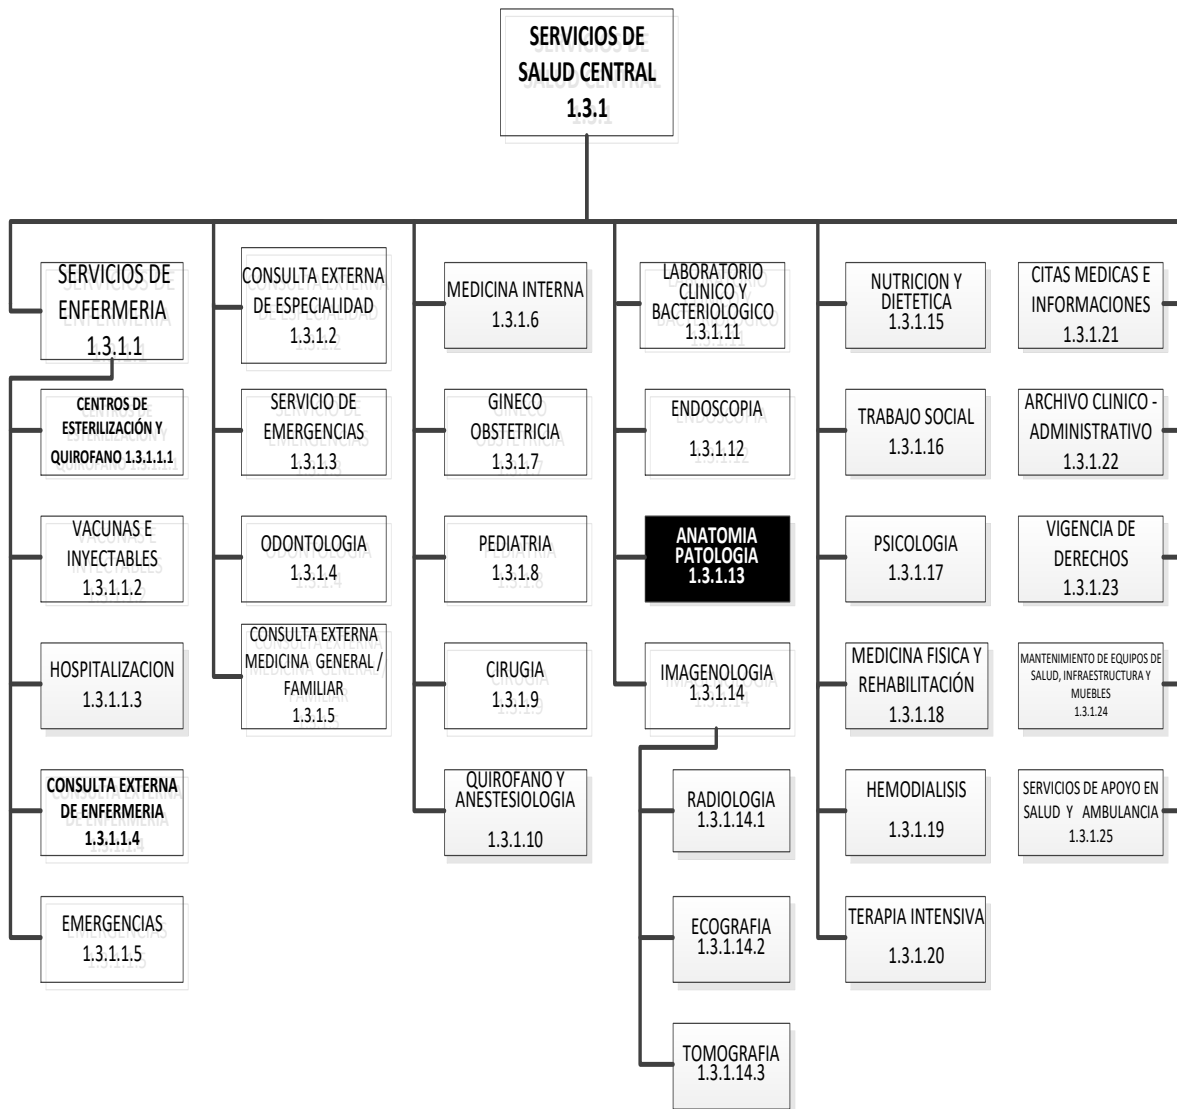 SERVICIOS DE
SALUD CENTRAL
1.3.1
SERVICIOS DE
ENFERMERIA
1.3.1.1
CENTROS DE
ESTERILIZACIÓN Y
QUIROFANO 1.3.1.1.1
VACUNAS E
INYECTABLES
1.3.1.1.2
HOSPITALIZACION
1.3.1.1.3
CONSULTA EXTERNA
DE ENFERMERIA
1.3.1.1.4
EMERGENCIAS
1.3.1.1.5
CONSULTA EXTERNA
DE ESPECIALIDAD
1.3.1.2
SERVICIO DE
EMERGENCIAS
1.3.1.3
ODONTOLOGIA
1.3.1.4
CONSULTA EXTERNA
MEDICINA GENERAL /
FAMILIAR
1.3.1.5
MEDICINA INTERNA
1.3.1.6
GINECO
OBSTETRICIA
1.3.1.7
PEDIATRIA
1.3.1.8
CIRUGIA
1.3.1.9
QUIROFANO Y
ANESTESIOLOGIA
1.3.1.10
LABORATORIO
CLINICO Y
BACTERIOLOGICO
1.3.1.11
ENDOSCOPIA
1.3.1.12
ANATOMIA
PATOLOGIA
1.3.1.13
IMAGENOLOGIA
1.3.1.14
RADIOLOGIA
1.3.1.14.1
ECOGRAFIA
1.3.1.14.2
TOMOGRAFIA
1.3.1.14.3
NUTRICION Y
DIETETICA
1.3.1.15
TRABAJO SOCIAL
1.3.1.16
PSICOLOGIA
1.3.1.17
MEDICINA FISICA Y
REHABILITACIÓN
1.3.1.18
HEMODIALISIS
1.3.1.19
TERAPIA INTENSIVA
1.3.1.20
CITAS MEDICAS E
INFORMACIONES
1.3.1.21
ARCHIVO CLINICO -
ADMINISTRATIVO
1.3.1.22
VIGENCIA DE
DERECHOS
1.3.1.23
MANTENIMIENTO DE EQUIPOS DE
SALUD, INFRAESTRUCTURA Y
MUEBLES
1.3.1.24
SERVICIOS DE APOYO EN
SALUD Y AMBULANCIA
1.3.1.25